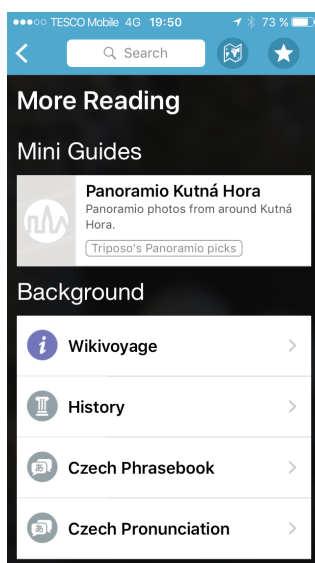 TESCO Mobile 4G 19:50 73 %
Search
More Reading
Mini Guides
Panoramio Kutná Hora
Panoramio photos from around Kutná
Hora.
Triposo's Panoramio picks
Background
Wikivoyage
History
Czech Phrasebook
Czech Pronunciation